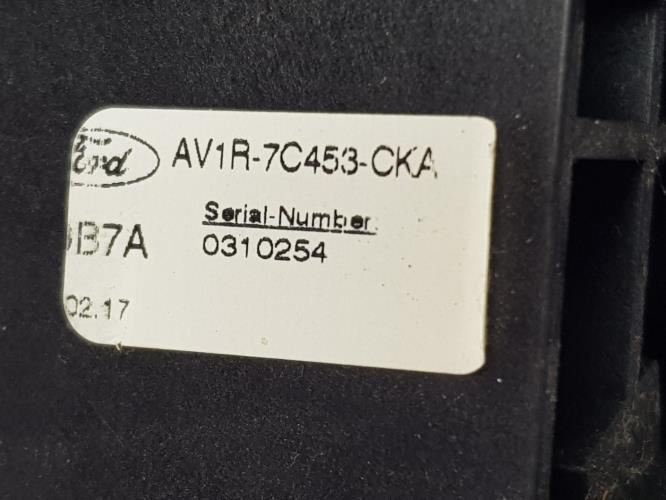 Ford AV1R-7C453-CKA
Serial-Number
B7A 0310254
02.17